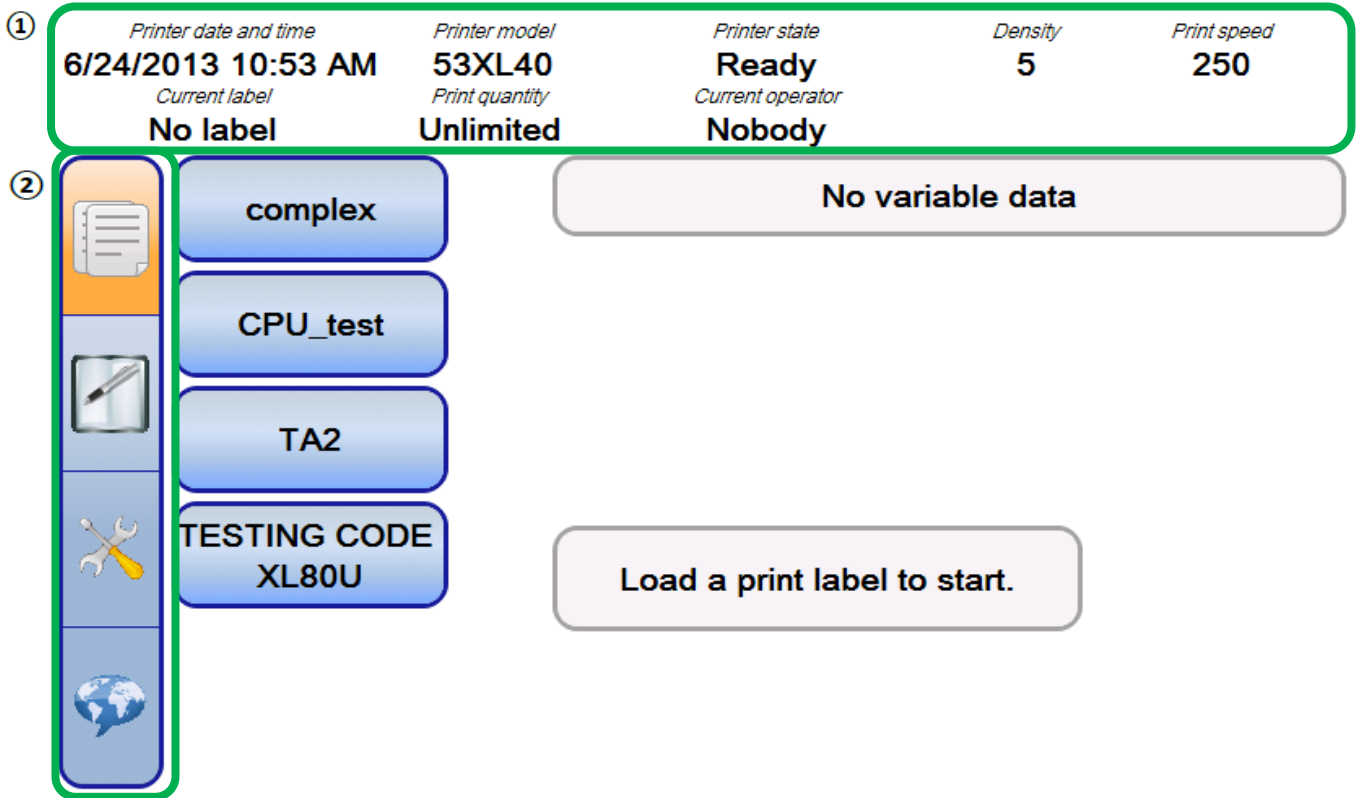 ①
Printer date and time Printer model Printer state Density Print speed
6/24/2013 10:53 AM 53XL40 Ready 5 250
Current label Print quantity Current operator
No label Unlimited Nobody
②
complex No variable data
CPU_test
TA2
TESTING CODE
XL80U
Load a print label to start.